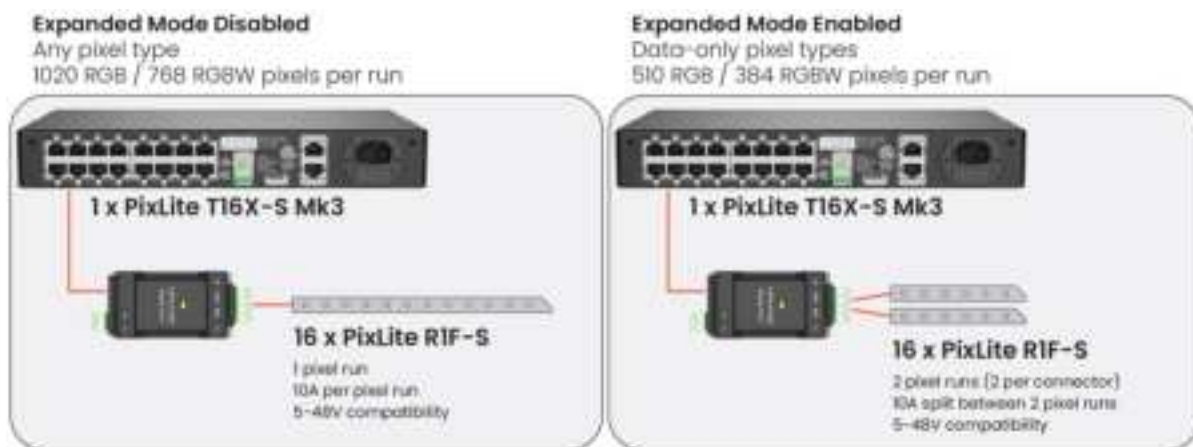 Expanded Mode Disabled
Any pixel type
1020 RGB / 768 RGBW pixels per run
1 x PixLite T16X-S Mk3
16 x PixLite R1F-S
1 pixel run
10A per pixel run
5-48V compatibility
Expanded Mode Enabled
Data-only pixel types
510 RGB / 384 RGBW pixels per run
1 x PixLite T16X-S Mk3
16 x PixLite R1F-S
2 pixel runs (2 per connector)
10A split between 2 pixel runs
5-48V compatibility